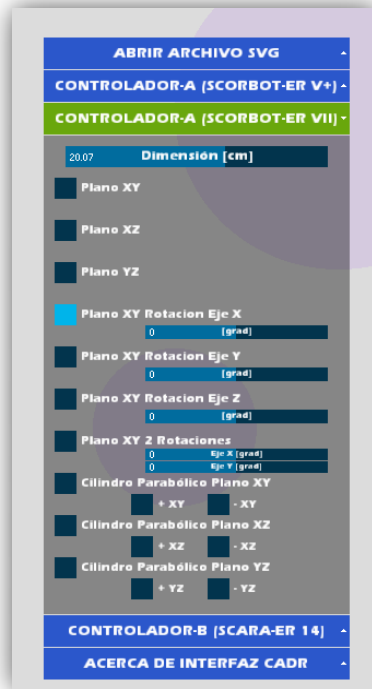 ABRIR ARCHIVO SVG
CONTROLADOR-A (SCORBOT-ER V+)
CONTROLADOR-A (SCORBOT-ER VII)
20.07 Dimensión [cm]
Plano XY
Plano XZ
Plano YZ
Plano XY Rotacion Eje X
0 [grad]
Plano XY Rotacion Eje Y
0 [grad]
Plano XY Rotacion Eje Z
0 [grad]
Plano XY 2 Rotaciones
0 Eje X [grad]
0 Eje Y [grad]
Cilindro Parabólico Plano XY
+ XY - XY
Cilindro Parabólico Plano XZ
+ XZ - XZ
Cilindro Parabólico Plano YZ
+ YZ - YZ
CONTROLADOR-B (SCARA-ER 14)
ACERCA DE INTERFAZ CADR